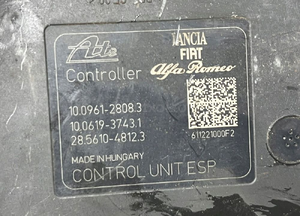 Ate
LANCIA
FIAT
Controller
Alfa Romeo
10.0961-2808.3
10.0619-3743.1
28.5610-4812.3
611221000F2
MADE IN HUNGARY
CONTROL UNIT ESP